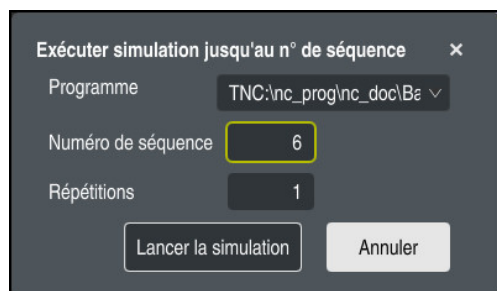 Exécuter simulation jusqu'au n° de séquence ×
Programme TNC:\nc_prog\nc_doc\Ba
Numéro de séquence 6
Répétitions 1
Lancer la simulation Annuler